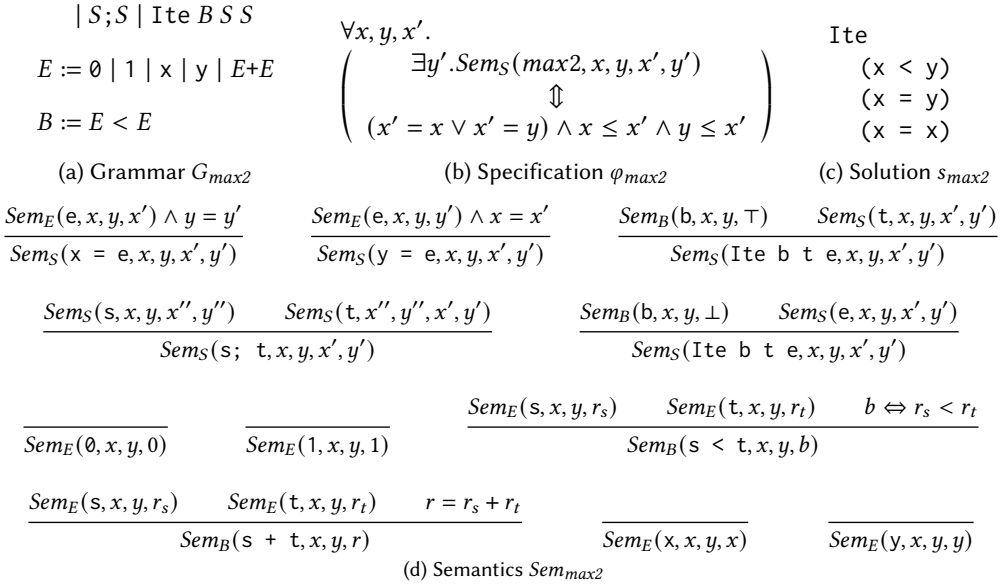 | S;S | Ite B S S
E := 0 | 1 | x | y | E+E
B := E < E
(a) Grammar G_max2
∀x, y, x′.
∃y′.Sem_S(max2, x, y, x′, y′)
⇕
(x′ = x ∨ x′ = y) ∧ x ≤ x′ ∧ y ≤ x′
(b) Specification φ_max2
Ite
(x < y)
(x = y)
(x = x)
(c) Solution s_max2
Sem_E(e, x, y, x′) ∧ y = y′
Sem_S(x = e, x, y, x′, y′)
Sem_E(e, x, y, y′) ∧ x = x′
Sem_S(y = e, x, y, x′, y′)
Sem_B(b, x, y, ⊤) Sem_S(t, x, y, x′, y′)
Sem_S(Ite b t e, x, y, x′, y′)
Sem_S(s, x, y, x′′, y′′) Sem_S(t, x′′, y′′, x′, y′)
Sem_S(s; t, x, y, x′, y′)
Sem_B(b, x, y, ⊥) Sem_S(e, x, y, x′, y′)
Sem_S(Ite b t e, x, y, x′, y′)
Sem_E(0, x, y, 0)
Sem_E(1, x, y, 1)
Sem_E(s, x, y, r_s) Sem_E(t, x, y, r_t) b ⇔ r_s < r_t
Sem_B(s < t, x, y, b)
Sem_E(s, x, y, r_s) Sem_E(t, x, y, r_t) r = r_s + r_t
Sem_B(s + t, x, y, r)
Sem_E(x, x, y, x)
Sem_E(y, x, y, y)
(d) Semantics Sem_max2